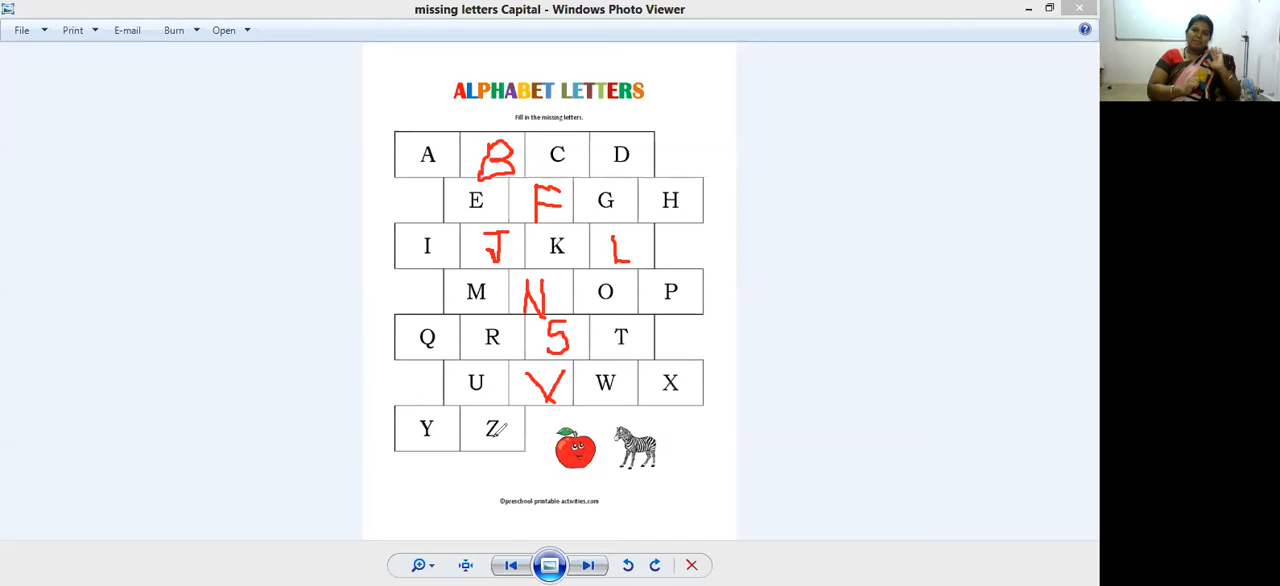 missing letters Capital - Windows Photo Viewer
File Print E-mail Burn Open
ALPHABET LETTERS
Fill in the missing letters.
A B C D
E F G H
I J K L
M N O P
Q R S T
U V W X
Y Z
©preschool-printable-activities.com